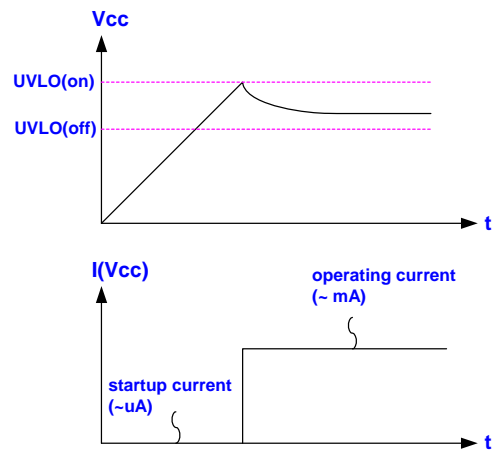 Vcc
UVLO(on)
UVLO(off)
t
I(Vcc)
operating current
(~ mA)
startup current
(~uA)
t